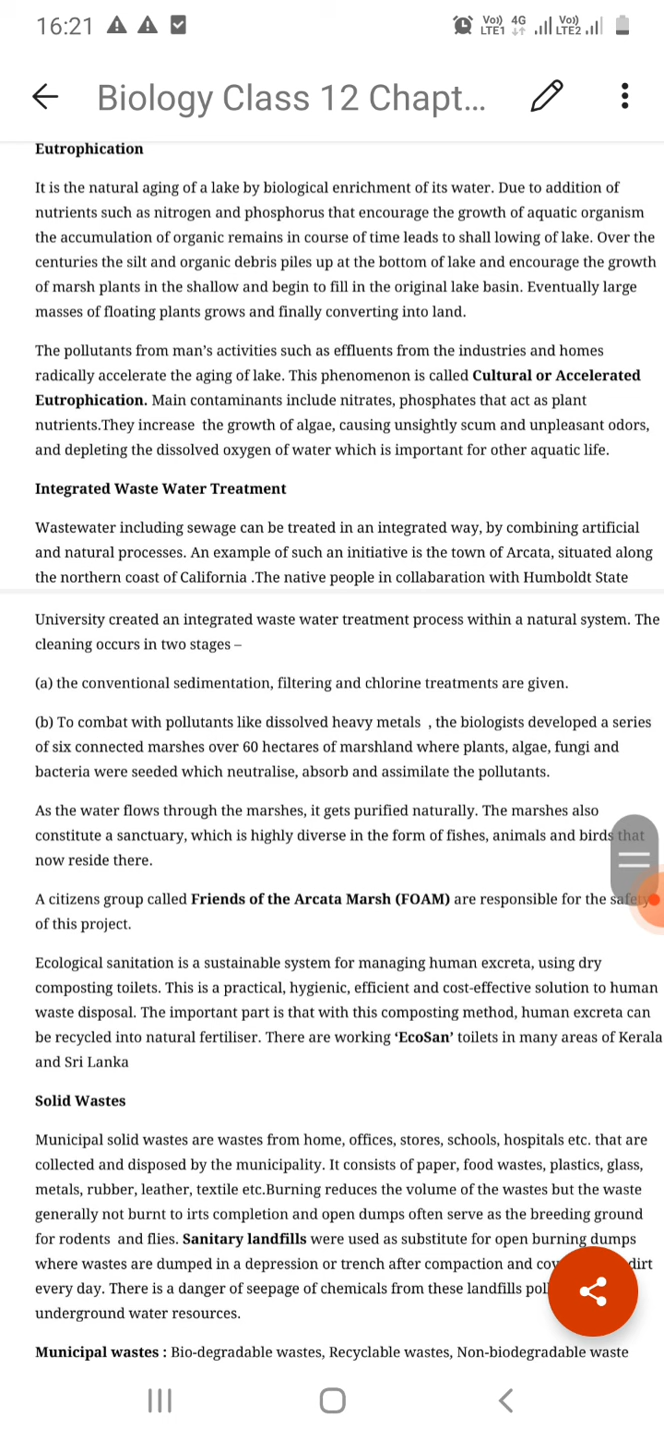 16:21
Vo)) 4G Vo))
LTE1 LTE2
Biology Class 12 Chapt...
Eutrophication
It is the natural aging of a lake by biological enrichment of its water. Due to addition of
nutrients such as nitrogen and phosphorus that encourage the growth of aquatic organism
the accumulation of organic remains in course of time leads to shall lowing of lake. Over the
centuries the silt and organic debris piles up at the bottom of lake and encourage the growth
of marsh plants in the shallow and begin to fill in the original lake basin. Eventually large
masses of floating plants grows and finally converting into land.
The pollutants from man’s activities such as effluents from the industries and homes
radically accelerate the aging of lake. This phenomenon is called Cultural or Accelerated
Eutrophication. Main contaminants include nitrates, phosphates that act as plant
nutrients.They increase the growth of algae, causing unsightly scum and unpleasant odors,
and depleting the dissolved oxygen of water which is important for other aquatic life.
Integrated Waste Water Treatment
Wastewater including sewage can be treated in an integrated way, by combining artificial
and natural processes. An example of such an initiative is the town of Arcata, situated along
the northern coast of California .The native people in collabaration with Humboldt State
University created an integrated waste water treatment process within a natural system. The
cleaning occurs in two stages –
(a) the conventional sedimentation, filtering and chlorine treatments are given.
(b) To combat with pollutants like dissolved heavy metals , the biologists developed a series
of six connected marshes over 60 hectares of marshland where plants, algae, fungi and
bacteria were seeded which neutralise, absorb and assimilate the pollutants.
As the water flows through the marshes, it gets purified naturally. The marshes also
constitute a sanctuary, which is highly diverse in the form of fishes, animals and birds that
now reside there.
A citizens group called Friends of the Arcata Marsh (FOAM) are responsible for the safety
of this project.
Ecological sanitation is a sustainable system for managing human excreta, using dry
composting toilets. This is a practical, hygienic, efficient and cost-effective solution to human
waste disposal. The important part is that with this composting method, human excreta can
be recycled into natural fertiliser. There are working ‘EcoSan’ toilets in many areas of Kerala
and Sri Lanka
Solid Wastes
Municipal solid wastes are wastes from home, offices, stores, schools, hospitals etc. that are
collected and disposed by the municipality. It consists of paper, food wastes, plastics, glass,
metals, rubber, leather, textile etc.Burning reduces the volume of the wastes but the waste
generally not burnt to irts completion and open dumps often serve as the breeding ground
for rodents and flies. Sanitary landfills were used as substitute for open burning dumps
where wastes are dumped in a depression or trench after compaction and dirt
every day. There is a danger of seepage of chemicals from these landfills
underground water resources.
Municipal wastes : Bio-degradable wastes, Recyclable wastes, Non-biodegradable waste